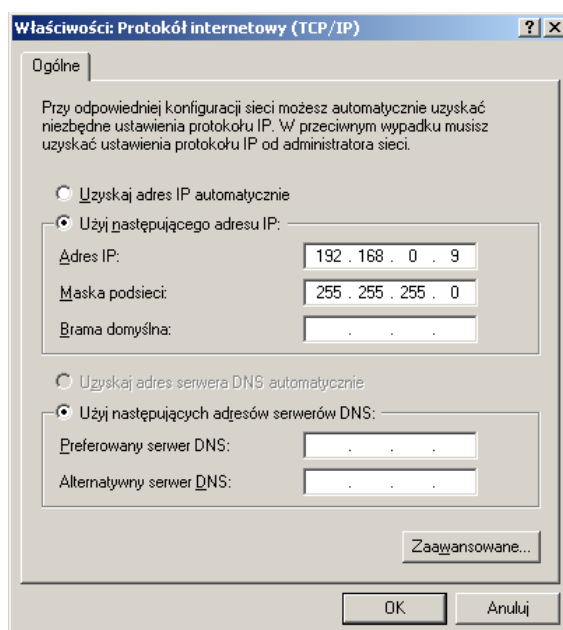 Właściwości: Protokół internetowy (TCP/IP)
Ogólne
Przy odpowiedniej konfiguracji sieci możesz automatycznie uzyskać
niezbędne ustawienia protokołu IP. W przeciwnym wypadku musisz
uzyskać ustawienia protokołu IP od administratora sieci.
Uzyskaj adres IP automatycznie
Użyj następującego adresu IP:
Adres IP: 192 . 168 . 0 . 9
Maska podsieci: 255 . 255 . 255 . 0
Brama domyślna: . . .
Uzyskaj adres serwera DNS automatycznie
Użyj następujących adresów serwerów DNS:
Preferowany serwer DNS: . . .
Alternatywny serwer DNS: . . .
Zaawansowane...
OK Anuluj